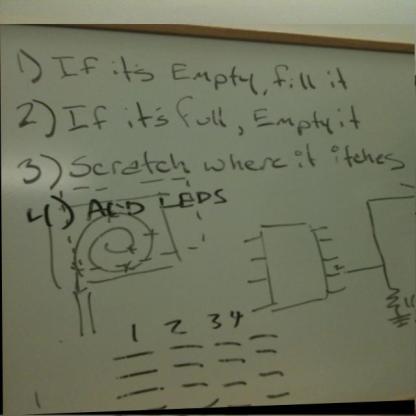 1) If it's Empty, fill it
2) If it's full, Empty it
3) Scratch where it itches
4) ADD LEDS
1 2 3 4